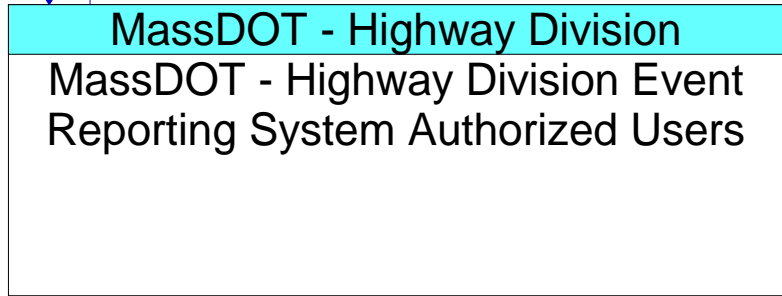 MassDOT - Highway Division
MassDOT - Highway Division Event
Reporting System Authorized Users